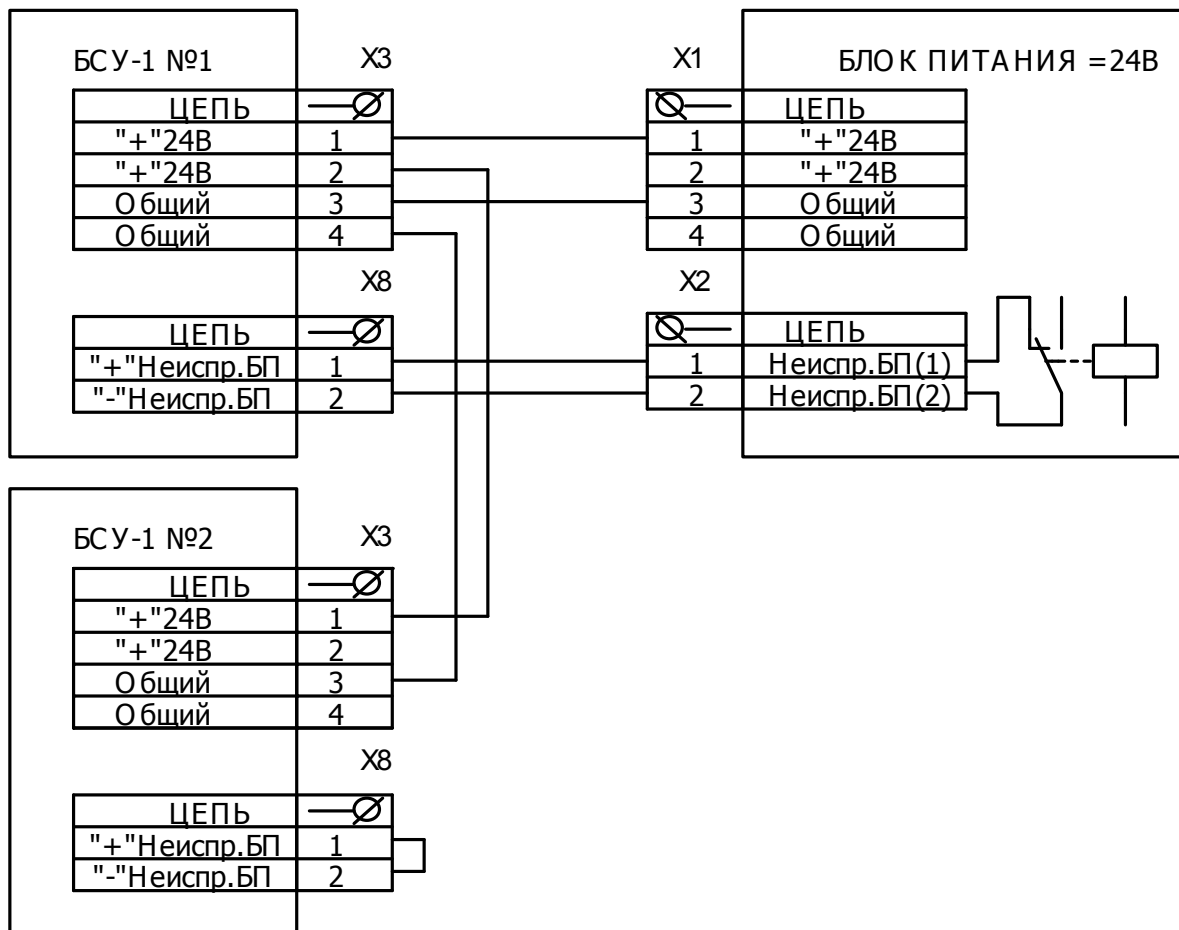 БСУ-1 №1
X3
ЦЕПЬ
"+"24В 1
"+"24В 2
Общий 3
Общий 4
X8
ЦЕПЬ
"+"Неиспр.БП 1
"-"Неиспр.БП 2
X1
БЛОК ПИТАНИЯ =24В
ЦЕПЬ
1 "+"24В
2 "+"24В
3 Общий
4 Общий
X2
ЦЕПЬ
1 Неиспр.БП(1)
2 Неиспр.БП(2)
БСУ-1 №2
X3
ЦЕПЬ
"+"24В 1
"+"24В 2
Общий 3
Общий 4
X8
ЦЕПЬ
"+"Неиспр.БП 1
"-"Неиспр.БП 2